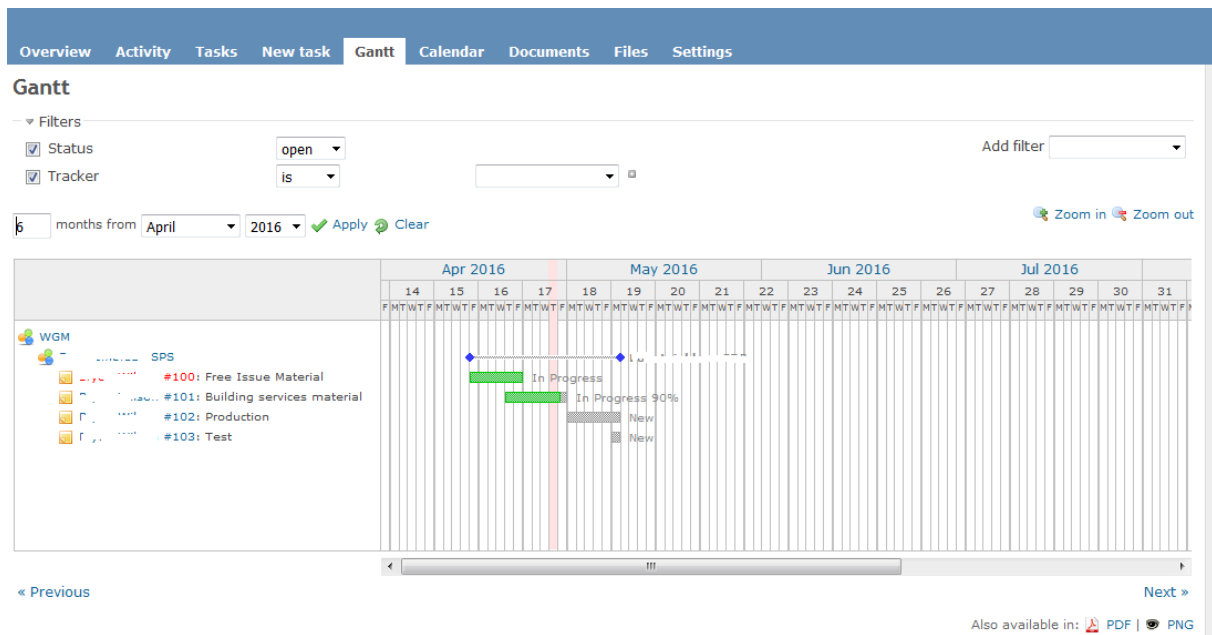 Overview Activity Tasks New task Gantt Calendar Documents Files Settings
Gantt
Filters
Status open Add filter
Tracker is
6 months from April 2016 Apply Clear Zoom in Zoom out
Apr 2016 May 2016 Jun 2016 Jul 2016
14 15 16 17 18 19 20 21 22 23 24 25 26 27 28 29 30 31
F M T W T F M T W T F M T W T F M T W T F M T W T F M T W T F M T W T F M T W T F M T W T F M T W T F M T W T F M T W T F M T W T F M T W T F M T W T F M T W T F M T W T F M T W T F M
WGM
SPS
#100: Free Issue Material In Progress
#101: Building services material In Progress 90%
#102: Production New
#103: Test New
« Previous Next »
Also available in: PDF | PNG